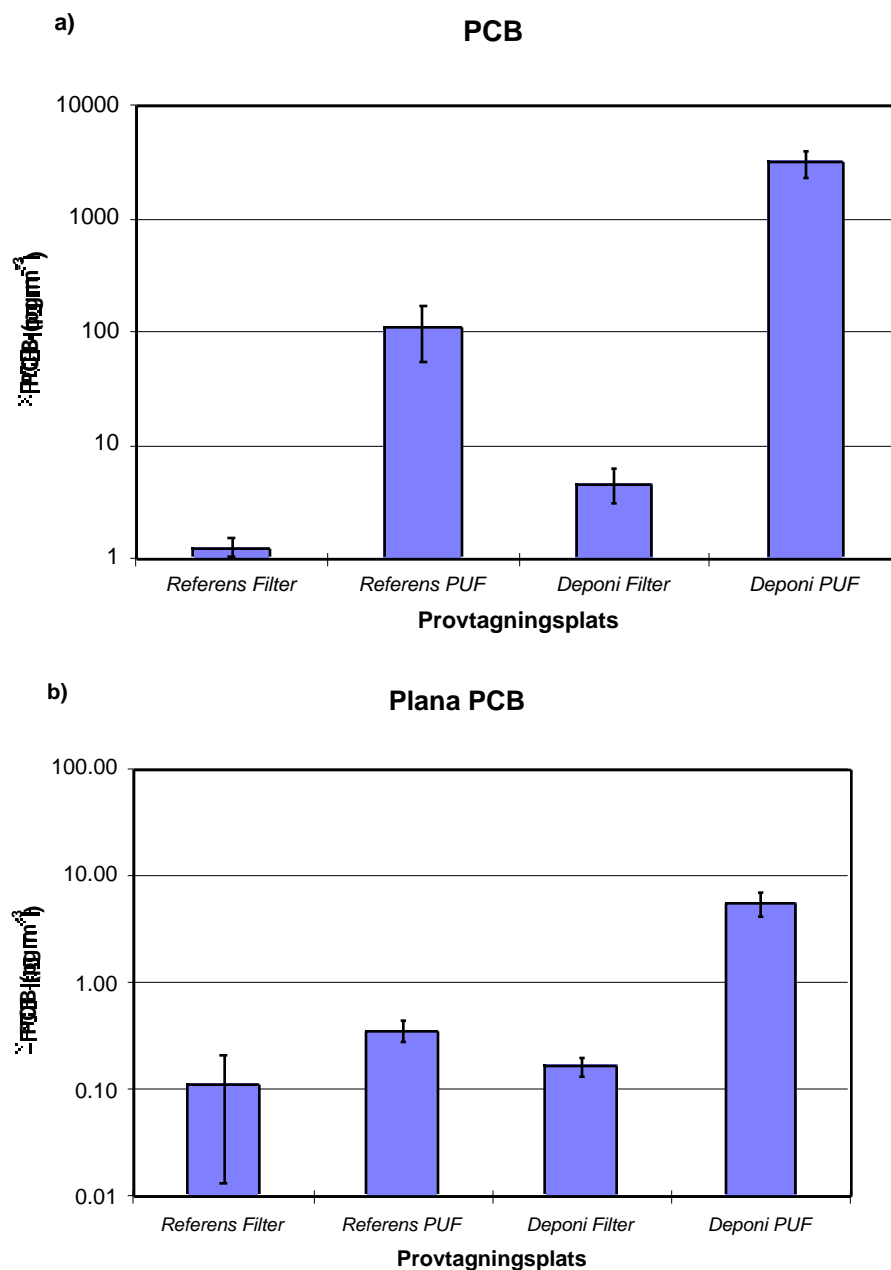 a)
PCB
10000
1000
100
10
1
Referens Filter
Referens PUF
Deponi Filter
Deponi PUF
Provtagningsplats
b)
Plana PCB
100.00
10.00
1.00
0.10
0.01
Referens Filter
Referens PUF
Deponi Filter
Deponi PUF
Provtagningsplats